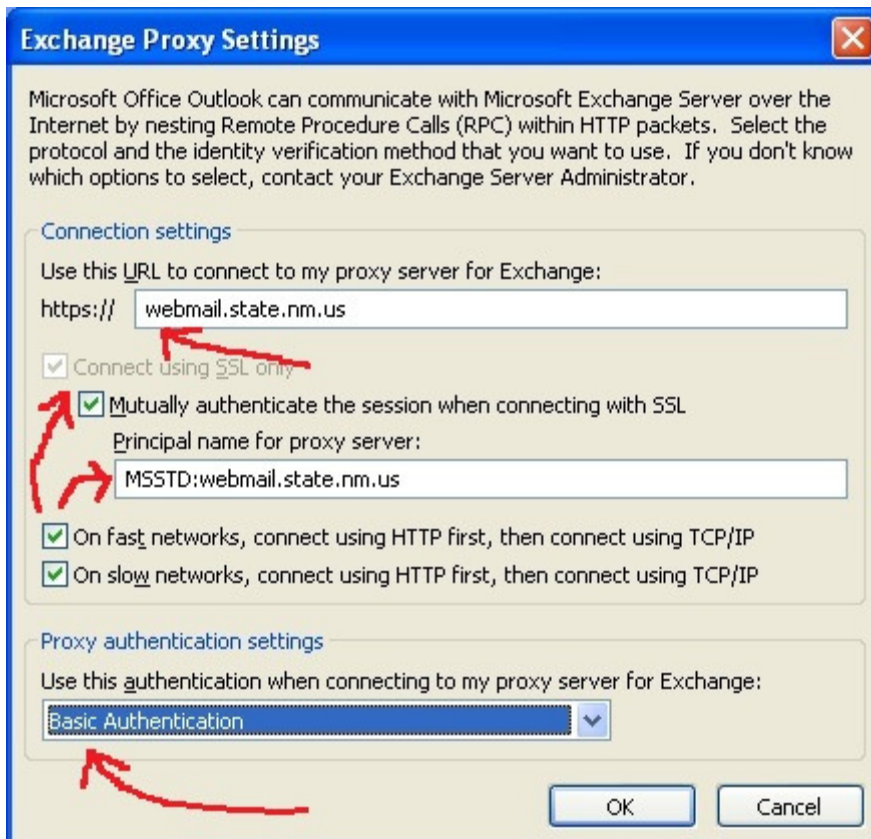 Exchange Proxy Settings
Microsoft Office Outlook can communicate with Microsoft Exchange Server over the
Internet by nesting Remote Procedure Calls (RPC) within HTTP packets. Select the
protocol and the identity verification method that you want to use. If you don't know
which options to select, contact your Exchange Server Administrator.
Connection settings
Use this URL to connect to my proxy server for Exchange:
https:// webmail.state.nm.us
Connect using SSL only
Mutually authenticate the session when connecting with SSL
Principal name for proxy server:
MSSTD:webmail.state.nm.us
On fast networks, connect using HTTP first, then connect using TCP/IP
On slow networks, connect using HTTP first, then connect using TCP/IP
Proxy authentication settings
Use this authentication when connecting to my proxy server for Exchange:
Basic Authentication
OK Cancel